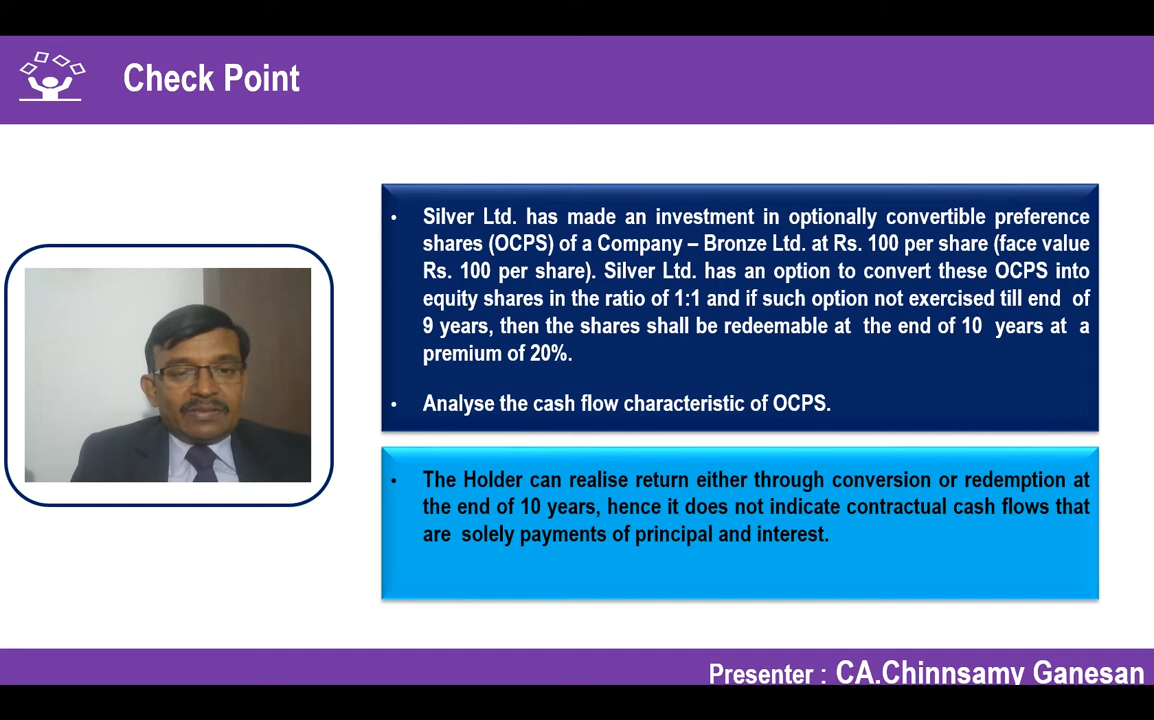 Check Point
• Silver Ltd. has made an investment in optionally convertible preference
shares (OCPS) of a Company – Bronze Ltd. at Rs. 100 per share (face value
Rs. 100 per share). Silver Ltd. has an option to convert these OCPS into
equity shares in the ratio of 1:1 and if such option not exercised till end of
9 years, then the shares shall be redeemable at the end of 10 years at a
premium of 20%.
• Analyse the cash flow characteristic of OCPS.
• The Holder can realise return either through conversion or redemption at
the end of 10 years, hence it does not indicate contractual cash flows that
are solely payments of principal and interest.
Presenter : CA.Chinnsamy Ganesan